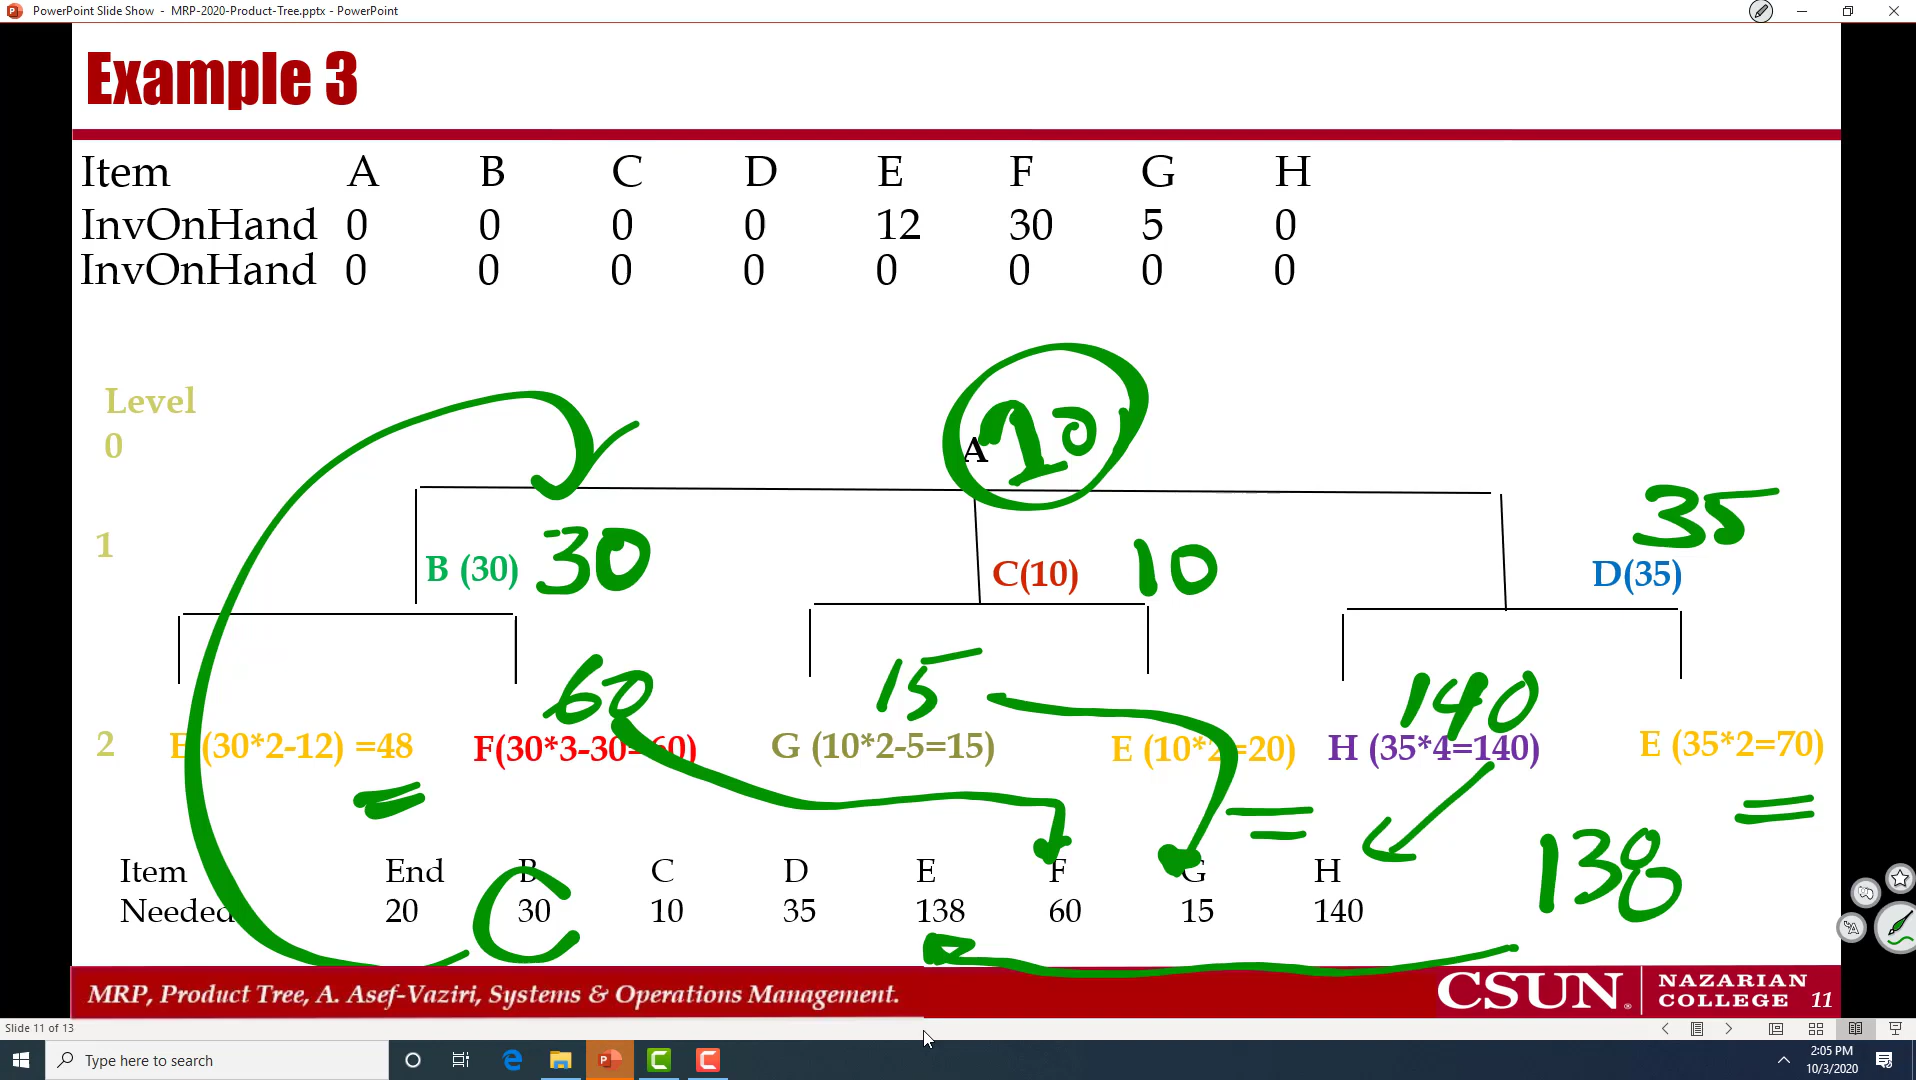 PowerPoint Slide Show - MRP-2020-Product-Tree.pptx - PowerPoint
Example 3
Item A B C D E F G H
InvOnHand 0 0 0 0 12 30 5 0
InvOnHand 0 0 0 0 0 0 0 0
Level
0
A
1
B (30) 30
C(10) 10
35
D(35)
60 15 140
2
E (30*2-12) =48
F(30*3-30=60)
G (10*2-5=15)
E (10*2=20)
H (35*4=140)
E (35*2=70)
138
Item End B C D E F G H
Needed 20 30 10 35 138 60 15 140
MRP, Product Tree, A. Asef-Vaziri, Systems & Operations Management.
CSUN NAZARIAN
COLLEGE 11
Slide 11 of 13
Type here to search
2:05 PM
10/3/2020